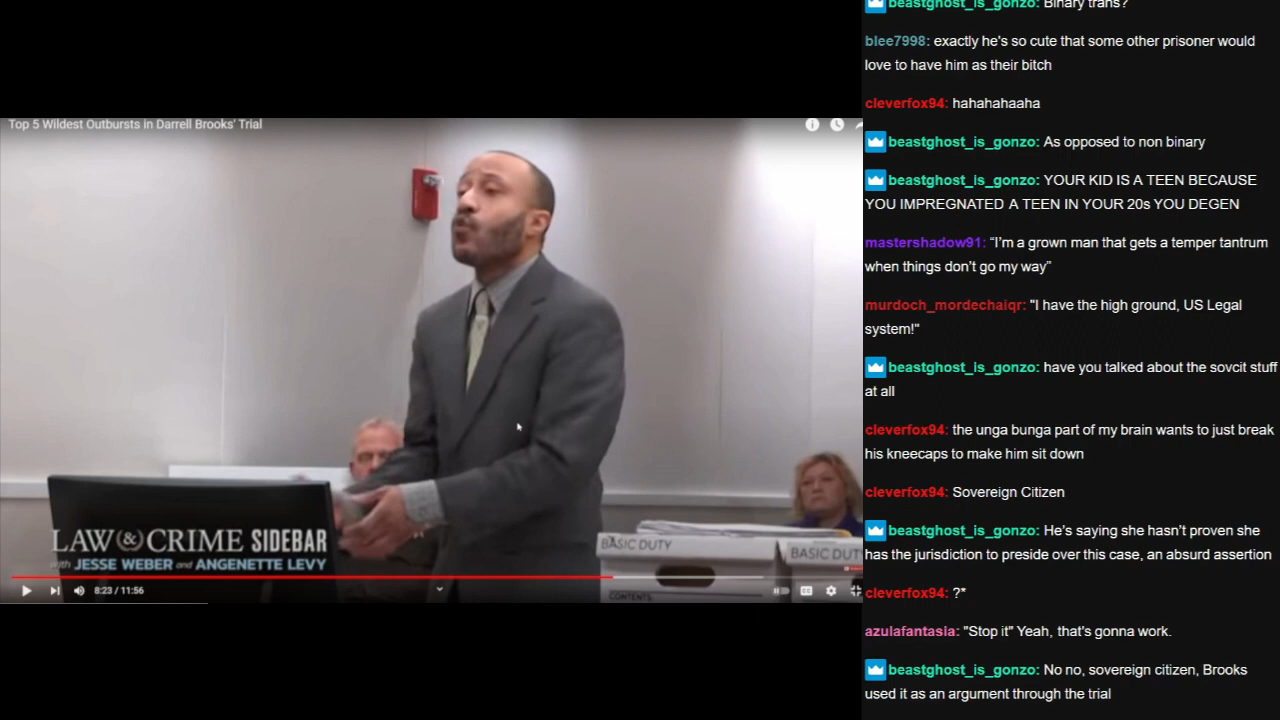 Top 5 Wildest Outbursts in Darrell Brooks' Trial
LAW & CRIME SIDEBAR
with JESSE WEBER and ANGENETTE LEVY
BASIC DUTY
BASIC DUT
CONTENTS:
8:23 / 11:56
beastghost_is_gonzo: Binary trans?
blee7998: exactly he's so cute that some other prisoner would
love to have him as their bitch
cleverfox94: hahahahaaha
beastghost_is_gonzo: As opposed to non binary
beastghost_is_gonzo: YOUR KID IS A TEEN BECAUSE
YOU IMPREGNATED A TEEN IN YOUR 20s YOU DEGEN
mastershadow91: “I’m a grown man that gets a temper tantrum
when things don’t go my way”
murdoch_mordechaiqr: "I have the high ground, US Legal
system!"
beastghost_is_gonzo: have you talked about the sovcit stuff
at all
cleverfox94: the unga bunga part of my brain wants to just break
his kneecaps to make him sit down
cleverfox94: Sovereign Citizen
beastghost_is_gonzo: He's saying she hasn’t proven she
has the jurisdiction to preside over this case, an absurd assertion
cleverfox94: ?*
azulafantasia: "Stop it" Yeah, that's gonna work.
beastghost_is_gonzo: No no, sovereign citizen, Brooks
used it as an argument through the trial